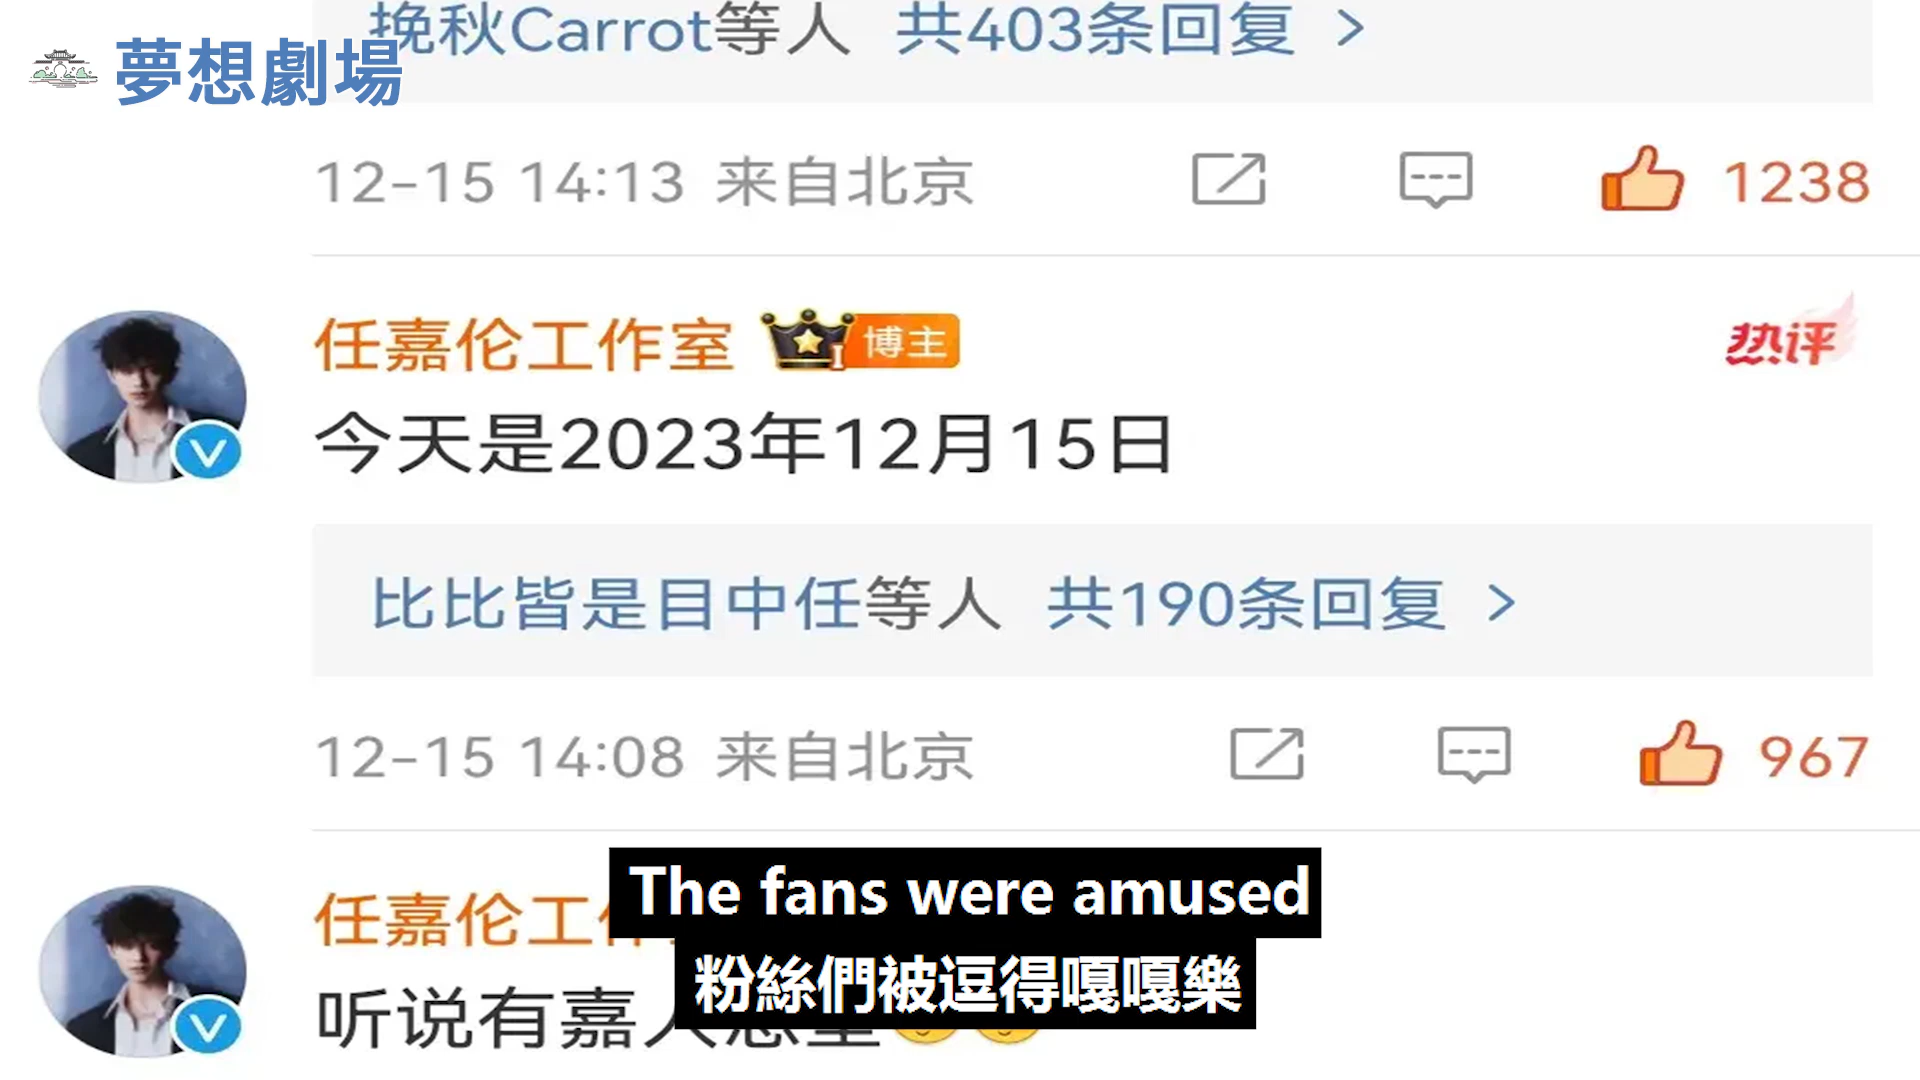 挽秋Carrot等人 共403条回复 >
夢想劇場
12-15 14:13 来自北京 1238
任嘉伦工作室 I 博主 热评
今天是2023年12月15日
比比皆是目中任等人 共190条回复 >
12-15 14:08 来自北京 967
任嘉伦工
The fans were amused
粉絲們被逗得嘎嘎樂
听说有嘉人